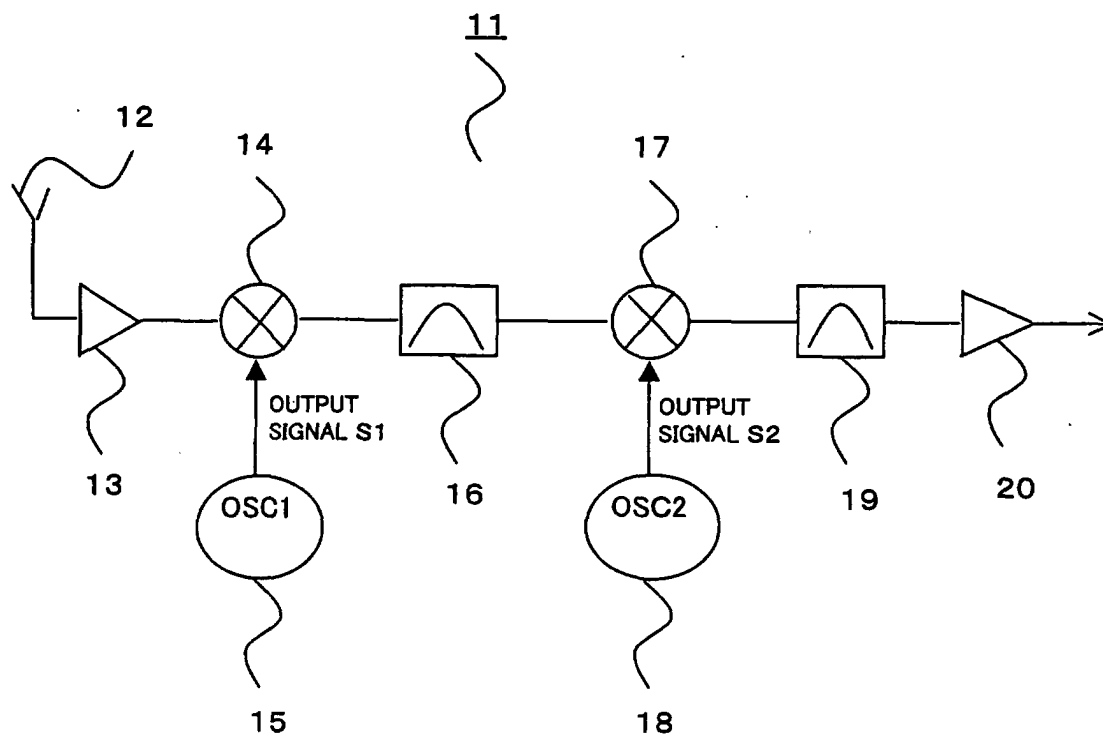 11
12
14
17
OUTPUT
SIGNAL S1
OUTPUT
SIGNAL S2
13
16
19
20
OSC1
OSC2
15
18